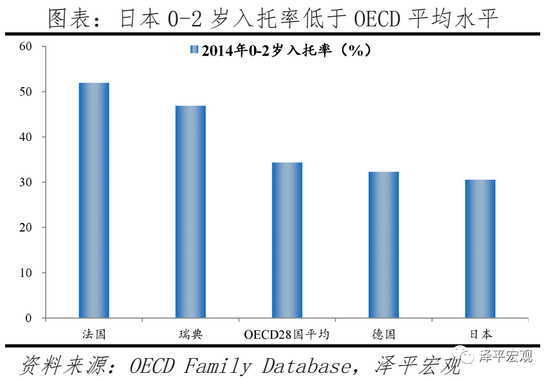 图表：日本 0-2 岁入托率低于 OECD 平均水平
2014年0-2岁入托率（%）
60
50
40
30
20
10
0
法国 瑞典 OECD28国平均 德国 日本
泽平宏观
资料来源：OECD Family Database，泽平宏观